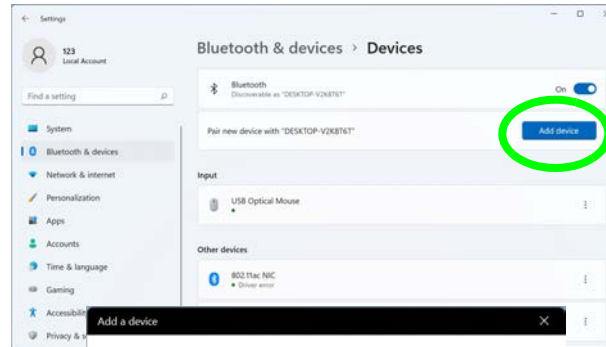 Settings
123
Local Account
Find a setting
System
Bluetooth & devices
Network & internet
Personalization
Apps
Accounts
Time & language
Gaming
Accessibilit
Privacy & s
Bluetooth & devices > Devices
Bluetooth
Discoverable as "DESKTOP-V2K8T6T"
On
Pair new device with "DESKTOP-V2K8T6T"
Add device
Input
USB Optical Mouse
Other devices
802.11ac NIC
Driver error
Add a device